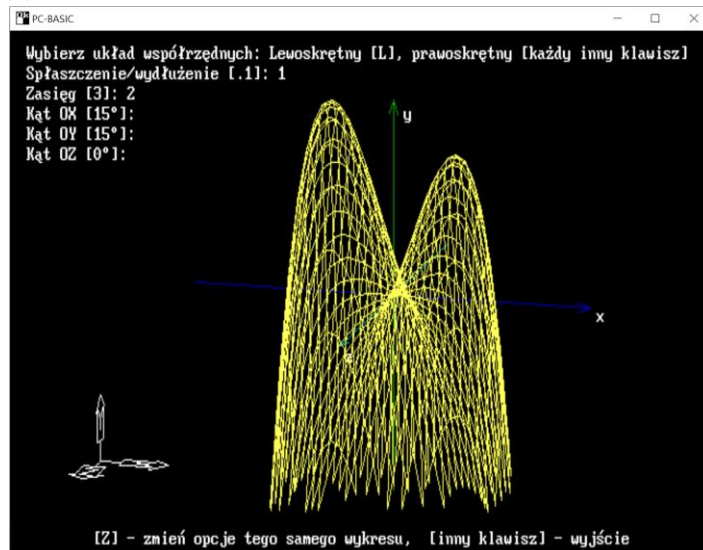 PC-BASIC
Wybierz układ współrzędnych: Lewoskrętny [L], prawoskrętny [każdy inny klawisz]
Spłaszczenie/wydłużenie [.1]: 1
Zasięg [3]: 2
Kąt OX [15°]:
Kąt OY [15°]:
Kąt OZ [0°]:
y
x
z
[Z] - zmień opcje tego samego wykresu, [inny klawisz] - wyjście